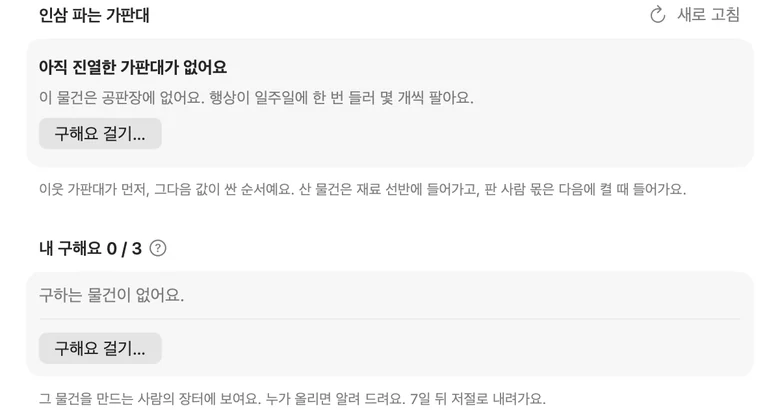 인삼 파는 가판대
새로 고침
아직 진열한 가판대가 없어요
이 물건은 공판장에 없어요. 행상이 일주일에 한 번 들러 몇 개씩 팔아요.
구해요 걸기...
이웃 가판대가 먼저, 그다음 값이 싼 순서예요. 산 물건은 재료 선반에 들어가고, 판 사람 몫은 다음에 켤 때 들어가요.
내 구해요 0 / 3 ?
구하는 물건이 없어요.
구해요 걸기...
그 물건을 만드는 사람의 장터에 보여요. 누가 올리면 알려 드려요. 7일 뒤 저절로 내려가요.